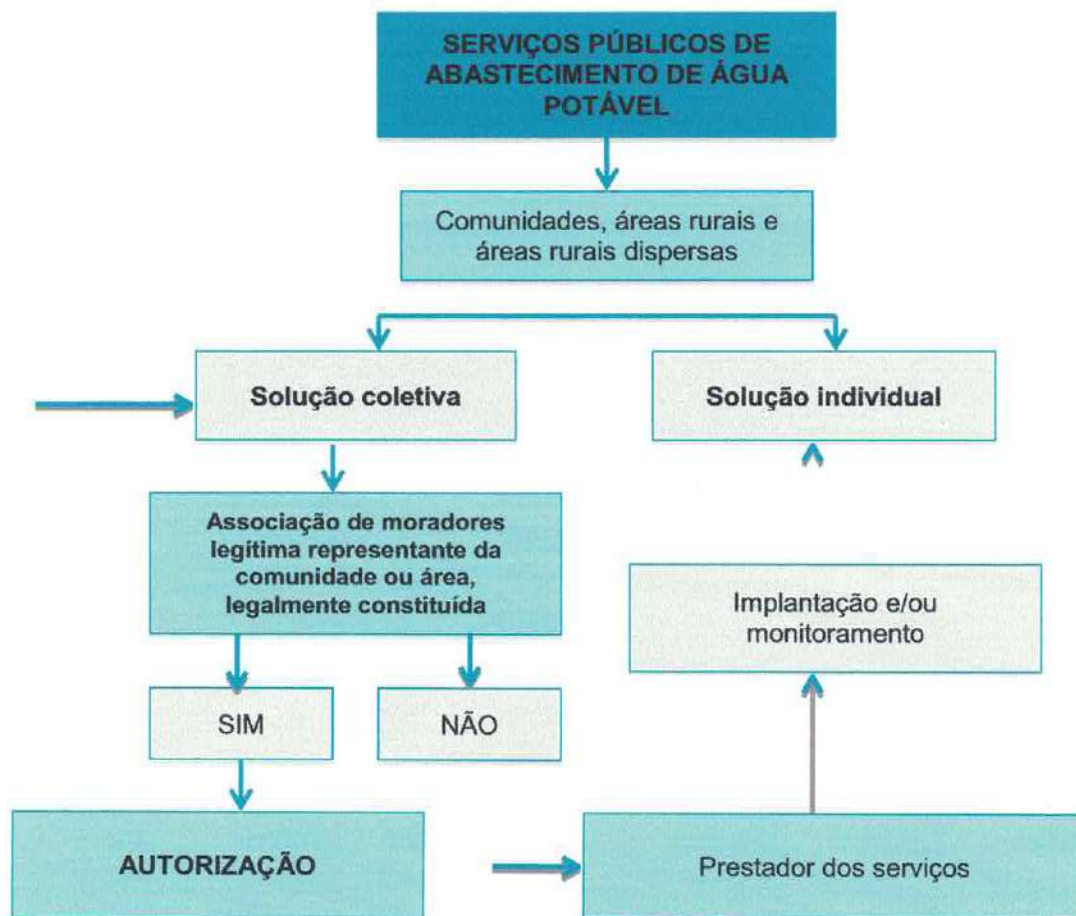 SERVIÇOS PÚBLICOS DE
ABASTECIMENTO DE ÁGUA
POTÁVEL
Comunidades, áreas rurais e
áreas rurais dispersas
Solução coletiva
Solução individual
Associação de moradores
legítima representante da
comunidade ou área,
legalmente constituída
Implantação e/ou
monitoramento
SIM
NÃO
AUTORIZAÇÃO
Prestador dos serviços